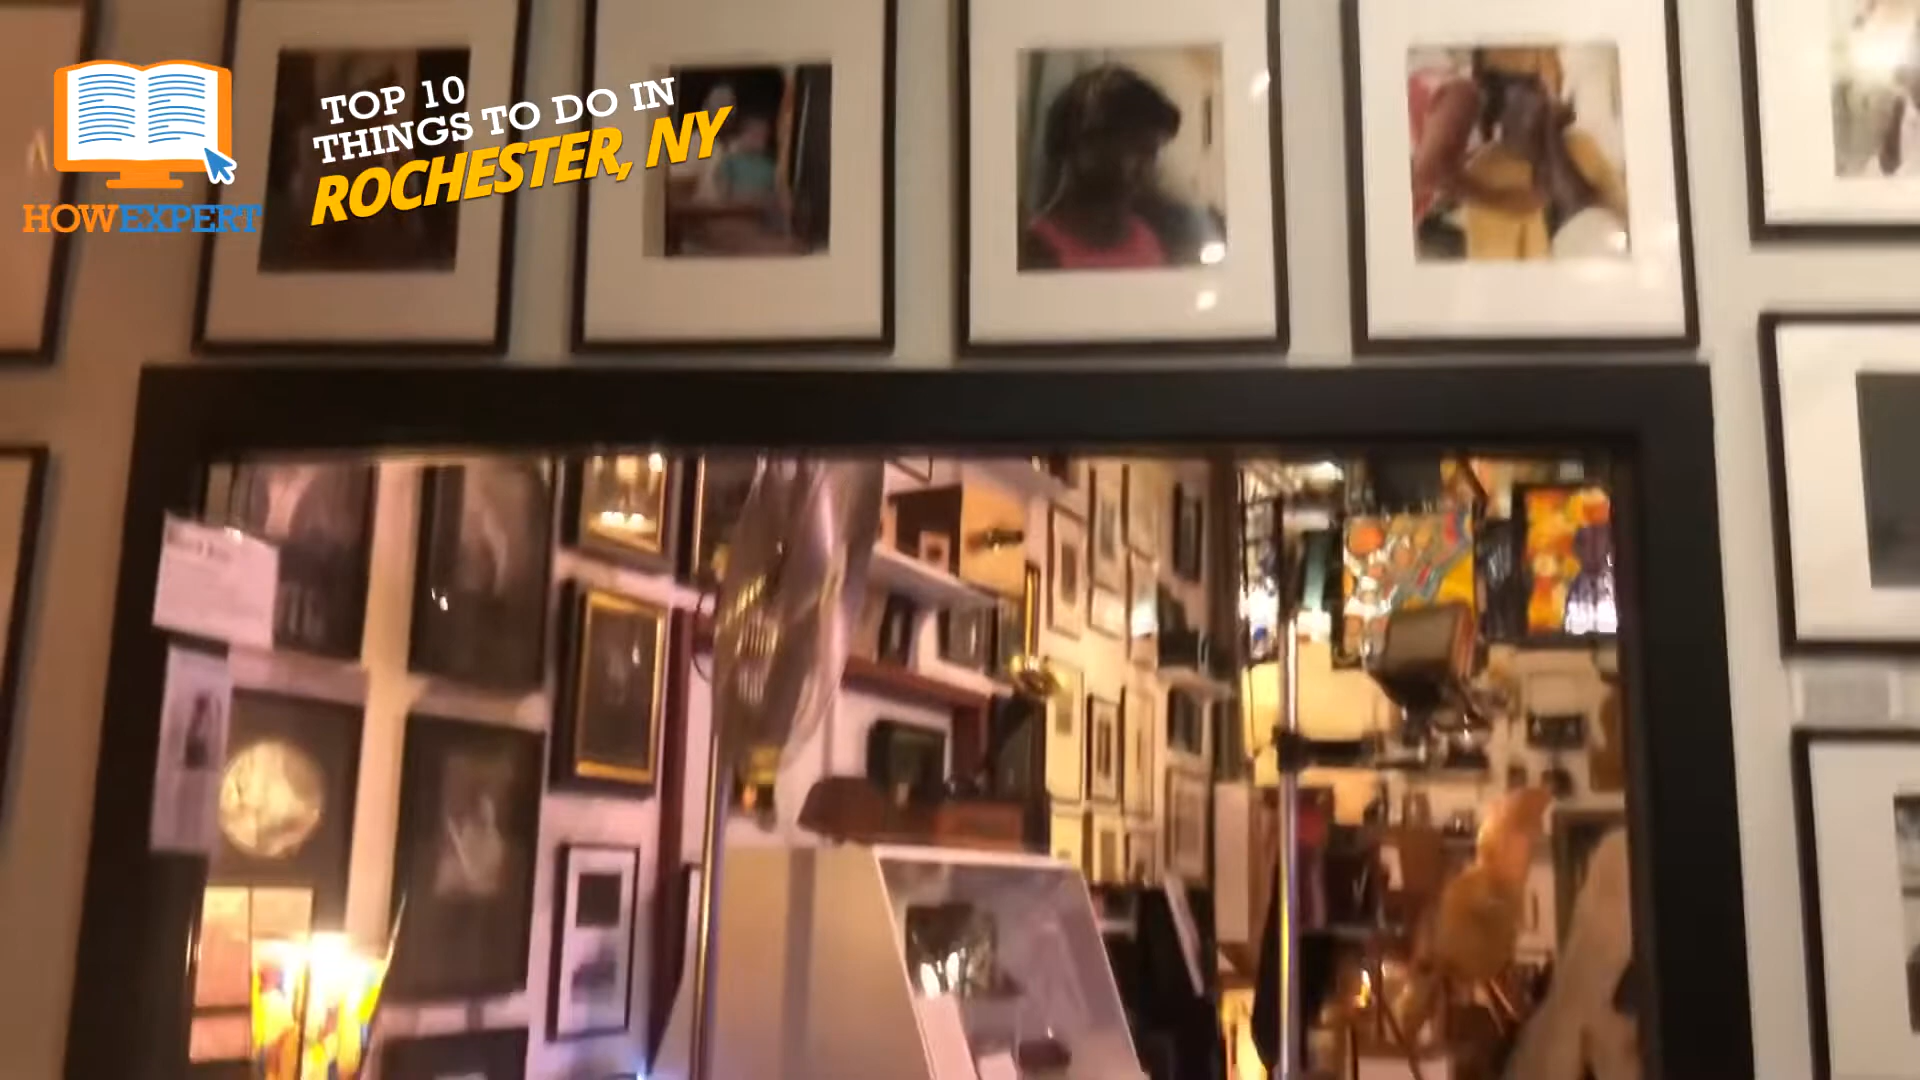 HOWEXPERT
TOP 10
THINGS TO DO IN
ROCHESTER, NY